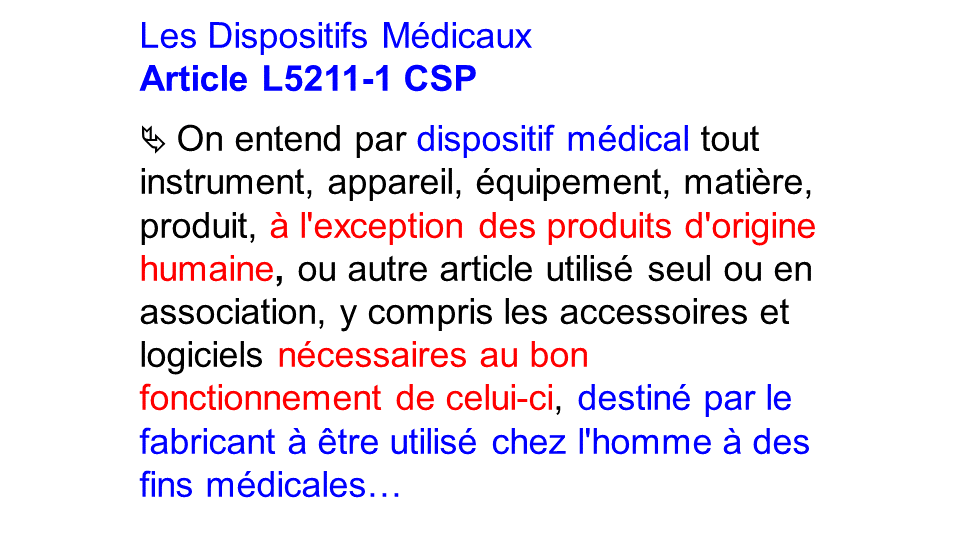 Les Dispositifs Médicaux
Article L5211-1 CSP
⮱ On entend par dispositif médical tout
instrument, appareil, équipement, matière,
produit, à l'exception des produits d'origine
humaine, ou autre article utilisé seul ou en
association, y compris les accessoires et
logiciels nécessaires au bon
fonctionnement de celui-ci, destiné par le
fabricant à être utilisé chez l'homme à des
fins médicales…